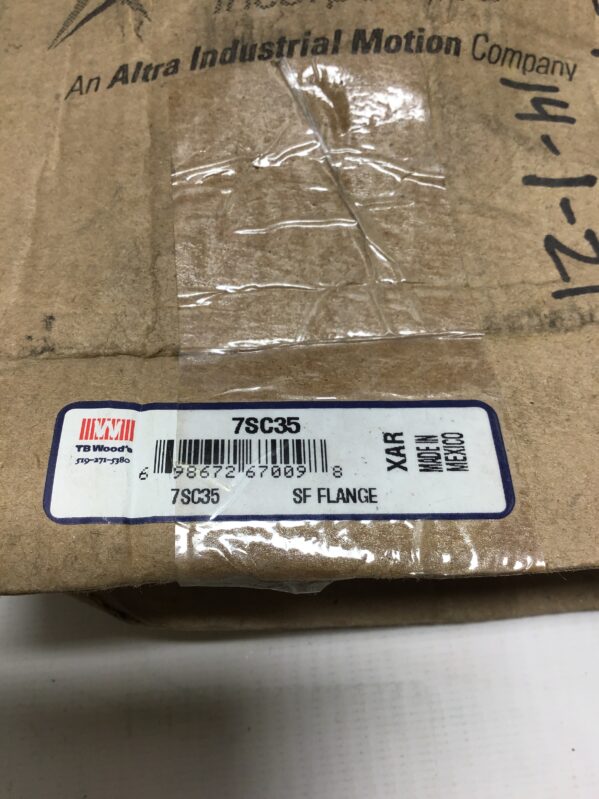 An Altra Industrial Motion Company
14-1-21
7SC35
TB Wood's
519-271-5380
6 98672 67009 8
XAR
MADE IN
MEXICO
7SC35 SF FLANGE